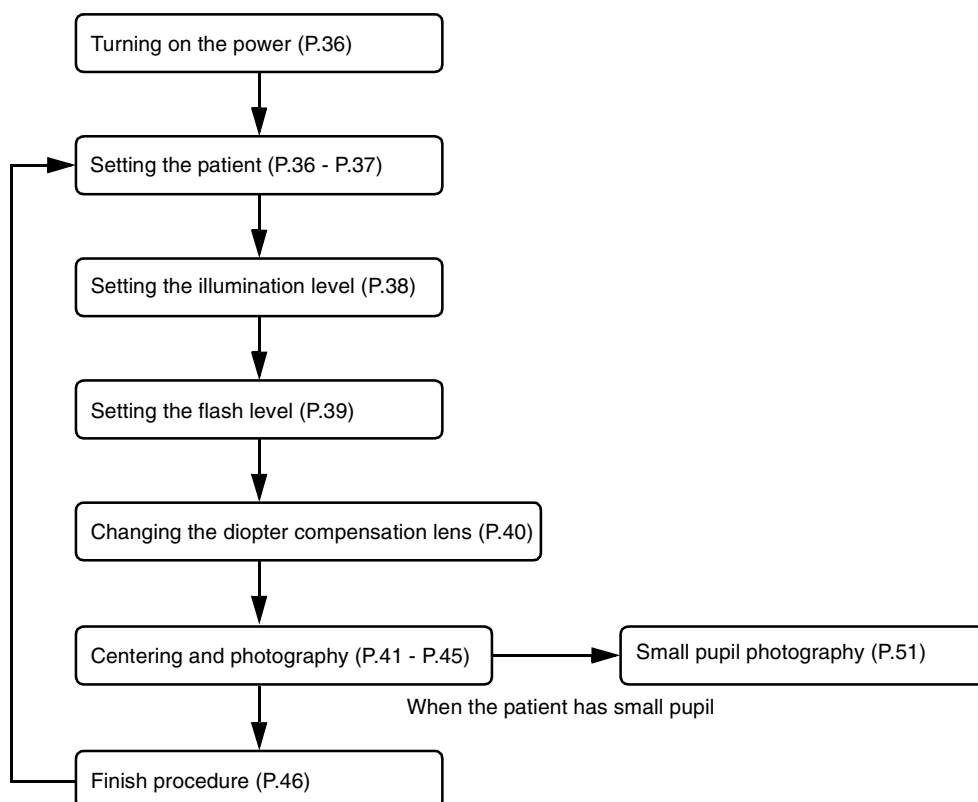 Turning on the power (P.36)
Setting the patient (P.36 - P.37)
Setting the illumination level (P.38)
Setting the flash level (P.39)
Changing the diopter compensation lens (P.40)
Centering and photography (P.41 - P.45)
Small pupil photography (P.51)
When the patient has small pupil
Finish procedure (P.46)